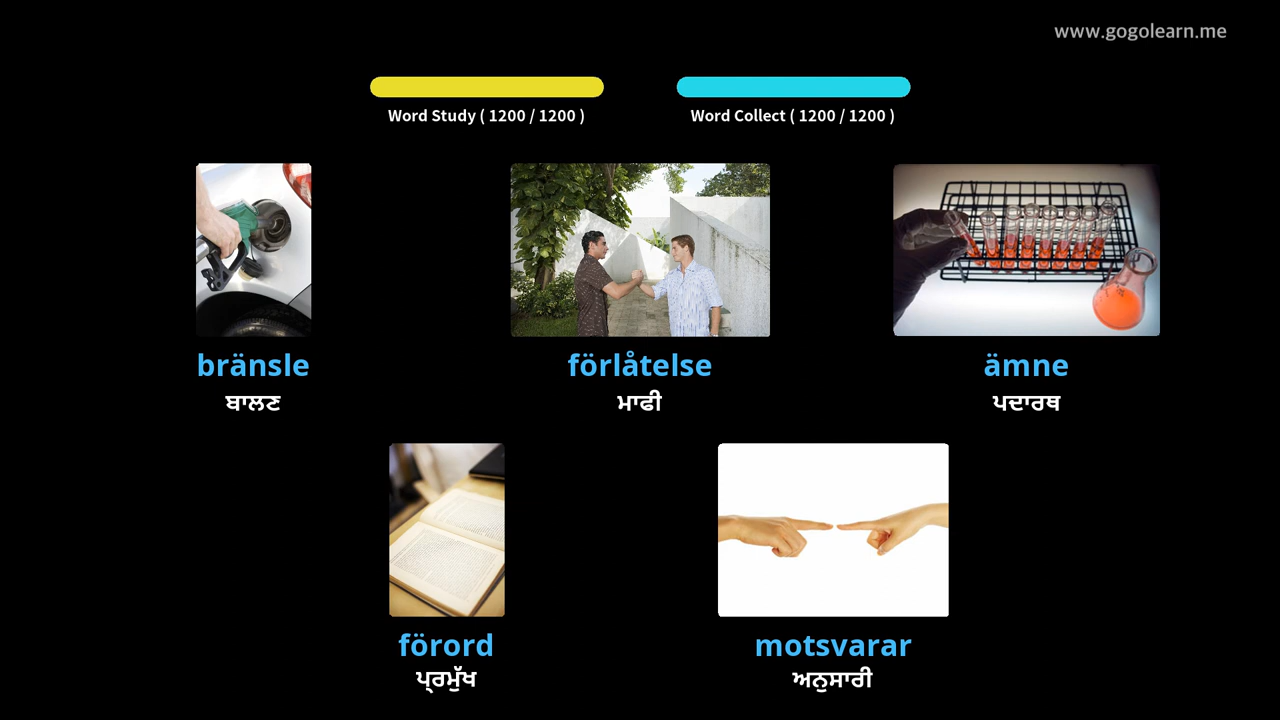 www.gogolearn.me
Word Study ( 1200 / 1200 )
Word Collect ( 1200 / 1200 )
bränsle
ਬਾਲਣ
förlåtelse
ਮਾਫੀ
ämne
ਪਦਾਰਥ
förord
ਪ੍ਰਮੁੱਖ
motsvarar
ਅਨੁਸਾਰੀ